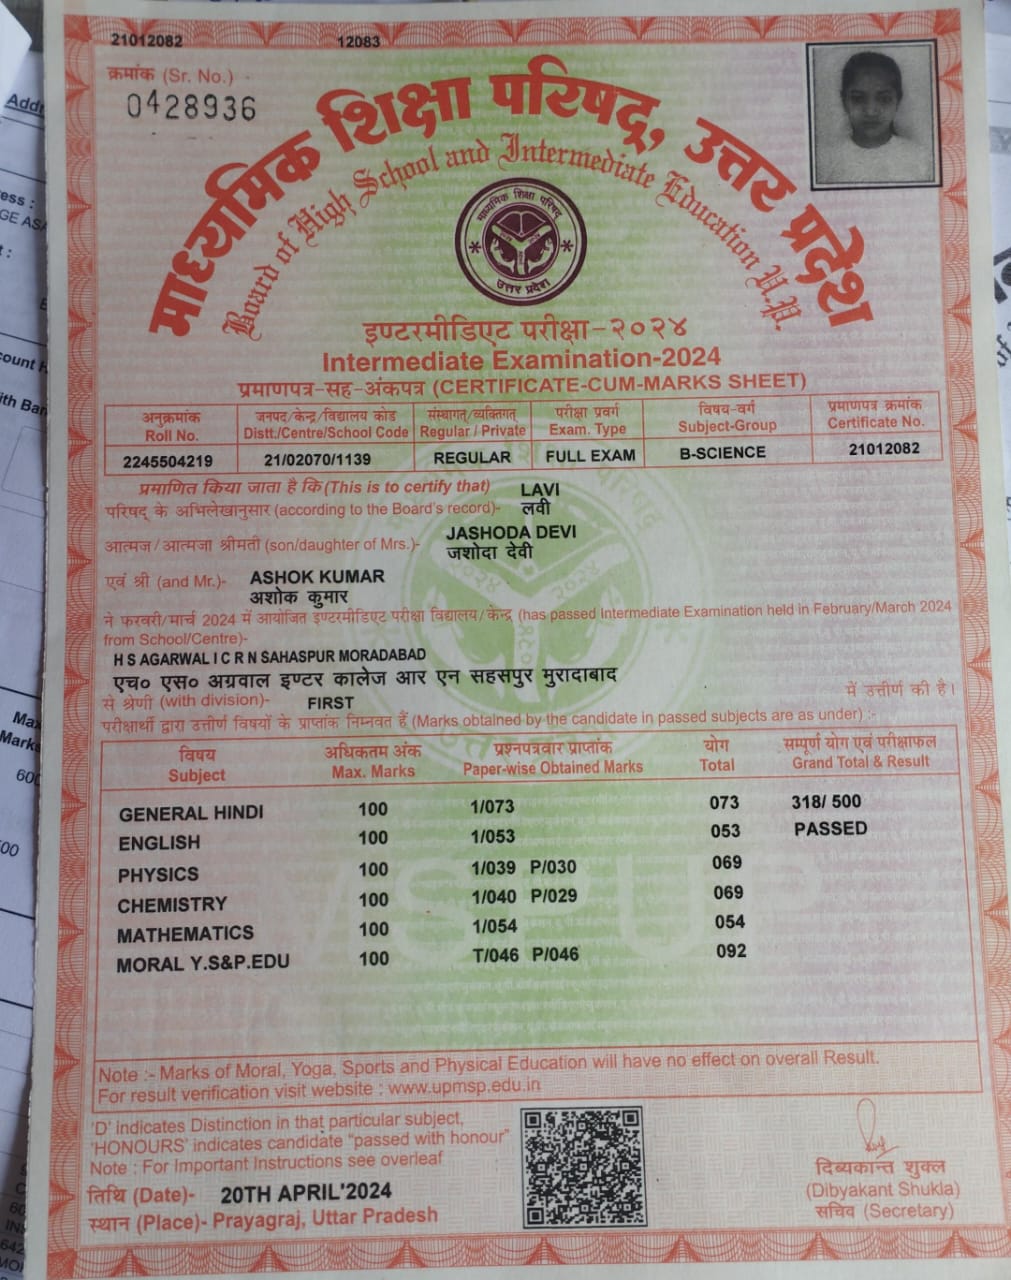 21012082 12083
क्रमांक (Sr. No.)
0428936
माध्यमिक शिक्षा परिषद्, उत्तर प्रदेश
Board of High School and Intermediate Education U.P.
माध्यमिक शिक्षा परिषद्
उत्तर प्रदेश
इण्टरमीडिएट परीक्षा-२०२४
Intermediate Examination-2024
प्रमाणपत्र-सह-अंकपत्र (CERTIFICATE-CUM-MARKS SHEET)
अनुक्रमांक जनपद/केन्द्र/विद्यालय कोड संस्थागत्/व्यक्तिगत् परीक्षा प्रवर्ग विषय-वर्ग प्रमाणपत्र क्रमांक
Roll No. Distt./Centre/School Code Regular / Private Exam. Type Subject-Group Certificate No.
2245504219 21/02070/1139 REGULAR FULL EXAM B-SCIENCE 21012082
प्रमाणित किया जाता है कि (This is to certify that) LAVI
परिषद् के अभिलेखानुसार (according to the Board's record)- लवी
JASHODA DEVI
आत्मज/आत्मजा श्रीमती (son/daughter of Mrs.)- जशोदा देवी
एवं श्री (and Mr.)- ASHOK KUMAR
अशोक कुमार
ने फरवरी/मार्च 2024 में आयोजित इण्टरमीडिएट परीक्षा विद्यालय/केन्द्र (has passed Intermediate Examination held in February/March 2024
from School/Centre)-
H S AGARWAL I C R N SAHASPUR MORADABAD
एच० एस० अग्रवाल इण्टर कालेज आर एन सहसपुर मुरादाबाद
से श्रेणी (with division)- FIRST में उत्तीर्ण की है।
परीक्षार्थी द्वारा उत्तीर्ण विषयों के प्राप्तांक निम्नवत हैं (Marks obtained by the candidate in passed subjects are as under) :-
विषय अधिकतम अंक प्रश्नपत्रवार प्राप्तांक योग सम्पूर्ण योग एवं परीक्षाफल
Subject Max. Marks Paper-wise Obtained Marks Total Grand Total & Result
GENERAL HINDI 100 1/073 073 318/ 500
ENGLISH 100 1/053 053 PASSED
PHYSICS 100 1/039 P/030 069
CHEMISTRY 100 1/040 P/029 069
MATHEMATICS 100 1/054 054
MORAL Y.S&P.EDU 100 T/046 P/046 092
Note :- Marks of Moral, Yoga, Sports and Physical Education will have no effect on overall Result.
For result verification visit website : www.upmsp.edu.in
'D' indicates Distinction in that particular subject,
'HONOURS' indicates candidate "passed with honour"
Note : For Important Instructions see overleaf
तिथि (Date)- 20TH APRIL'2024
स्थान (Place)- Prayagraj, Uttar Pradesh
दिब्यकान्त शुक्ल
(Dibyakant Shukla)
सचिव (Secretary)